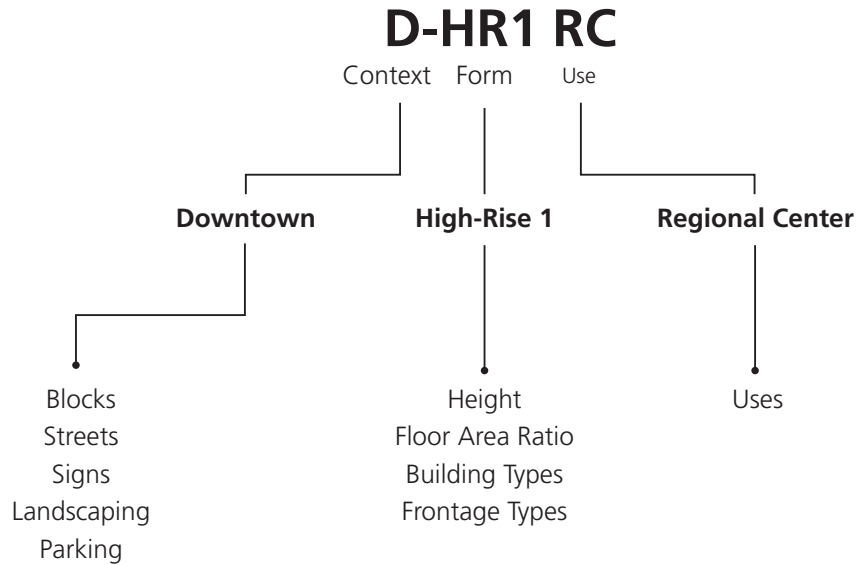 D-HR1 RC
Context Form Use
Downtown High-Rise 1 Regional Center
Blocks Height Uses
Streets Floor Area Ratio
Signs Building Types
Landscaping Frontage Types
Parking